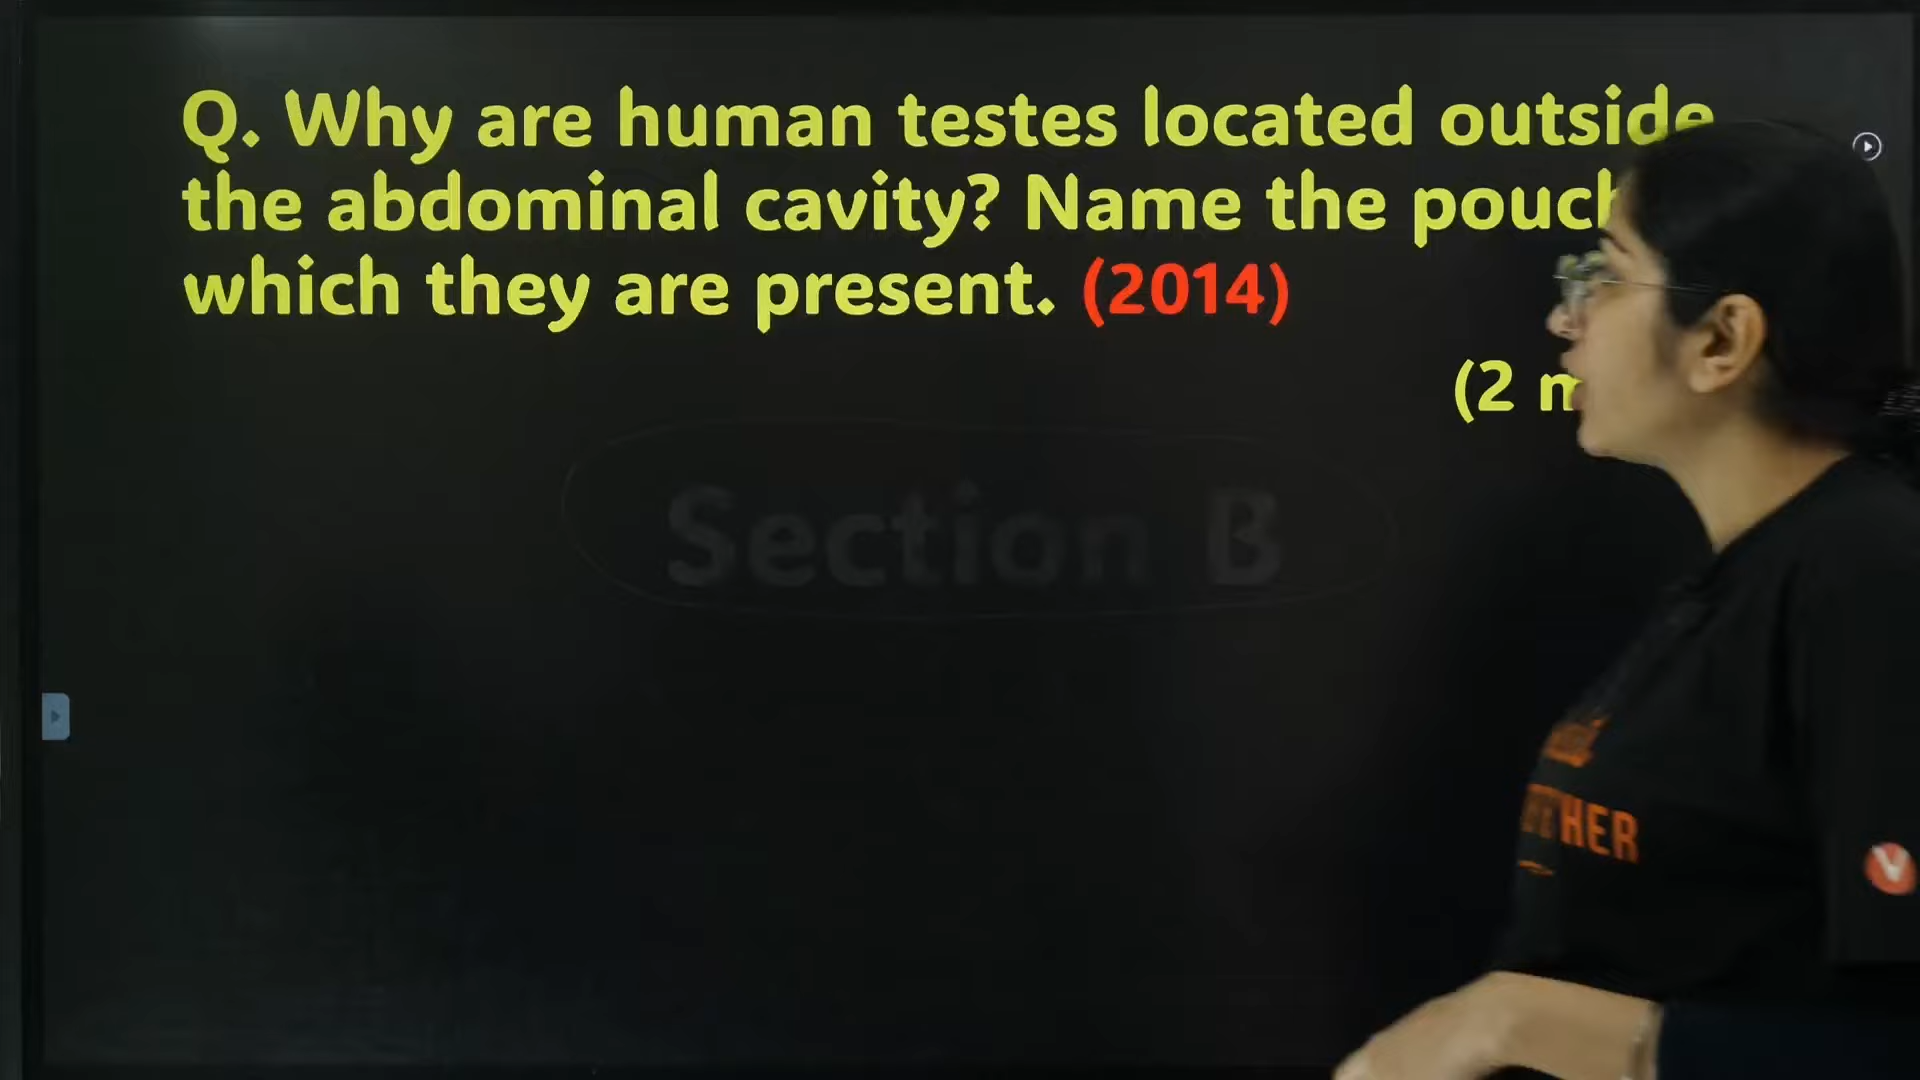 Q. Why are human testes located outside
the abdominal cavity? Name the pouch
which they are present. (2014)
(2
Section B